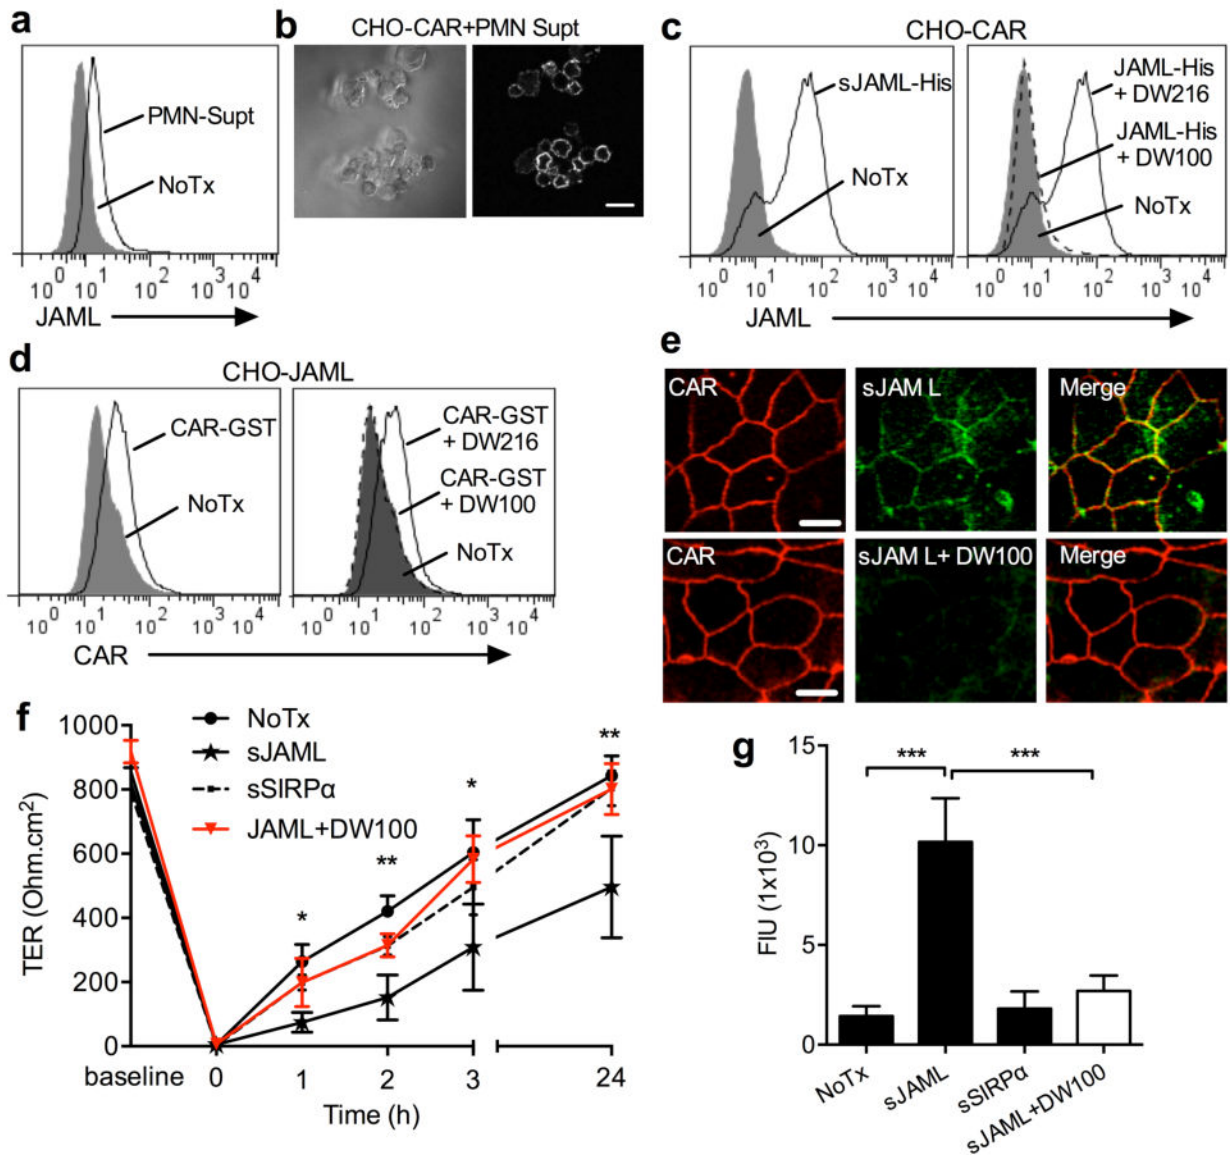 a
PMN-Supt
NoTx
10^0 10^1 10^2 10^3 10^4
JAML
b
CHO-CAR+PMN Supt
c
CHO-CAR
sJAML-His
NoTx
10^0 10^1 10^2 10^3 10^4
JAML-His
+ DW216
JAML-His
+ DW100
NoTx
10^0 10^1 10^2 10^3 10^4
JAML
d
CHO-JAML
CAR-GST
NoTx
10^0 10^1 10^2 10^3 10^4
CAR-GST
+ DW216
CAR-GST
+ DW100
NoTx
10^0 10^1 10^2 10^3 10^4
CAR
e
CAR
sJAM L
Merge
CAR
sJAM L+ DW100
Merge
f
NoTx
sJAML
sSIRPα
JAML+DW100
TER (Ohm.cm²)
1000
800
600
400
200
0
*
**
*
**
baseline 0 1 2 3 24
Time (h)
g
FIU (1x10³)
15
10
5
0
***
***
NoTx
sJAML
sSIRPα
sJAML+DW100